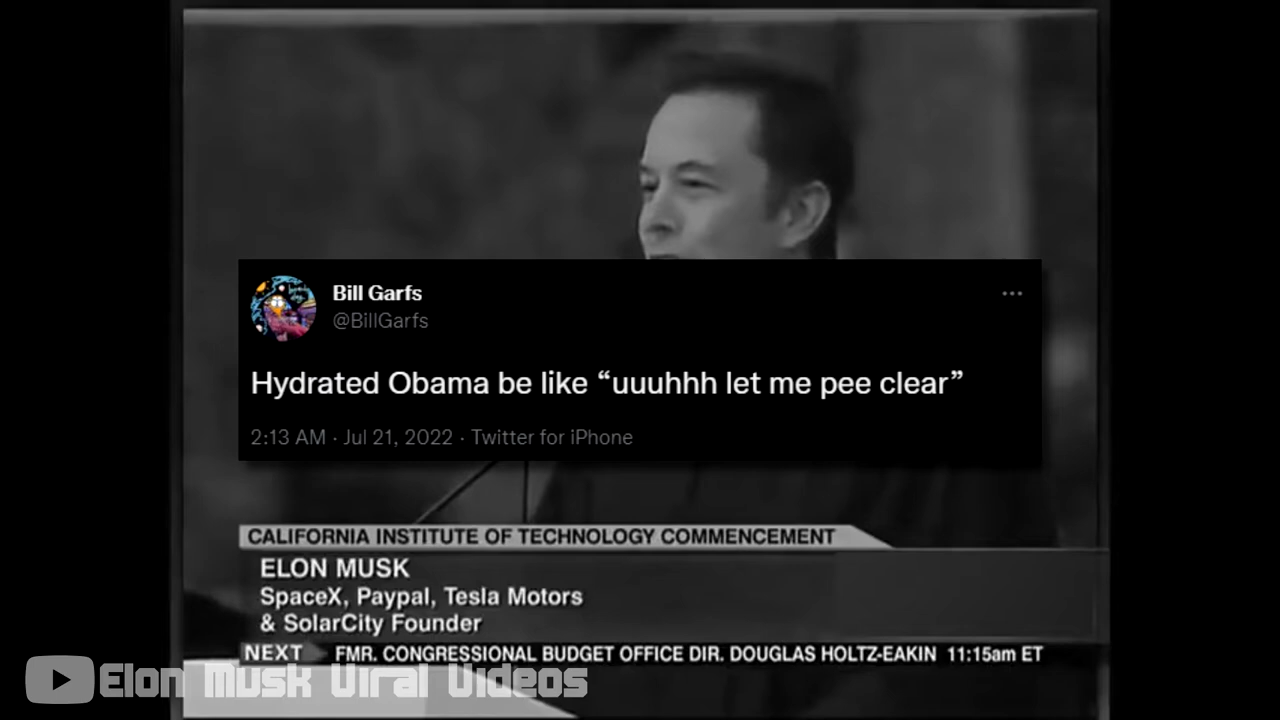 Bill Garfs
@BillGarfs
Hydrated Obama be like “uuuhhh let me pee clear”
2:13 AM · Jul 21, 2022 · Twitter for iPhone
CALIFORNIA INSTITUTE OF TECHNOLOGY COMMENCEMENT
ELON MUSK
SpaceX, Paypal, Tesla Motors
& SolarCity Founder
NEXT FMR. CONGRESSIONAL BUDGET OFFICE DIR. DOUGLAS HOLTZ-EAKIN 11:15am ET
Elon Musk Viral Videos